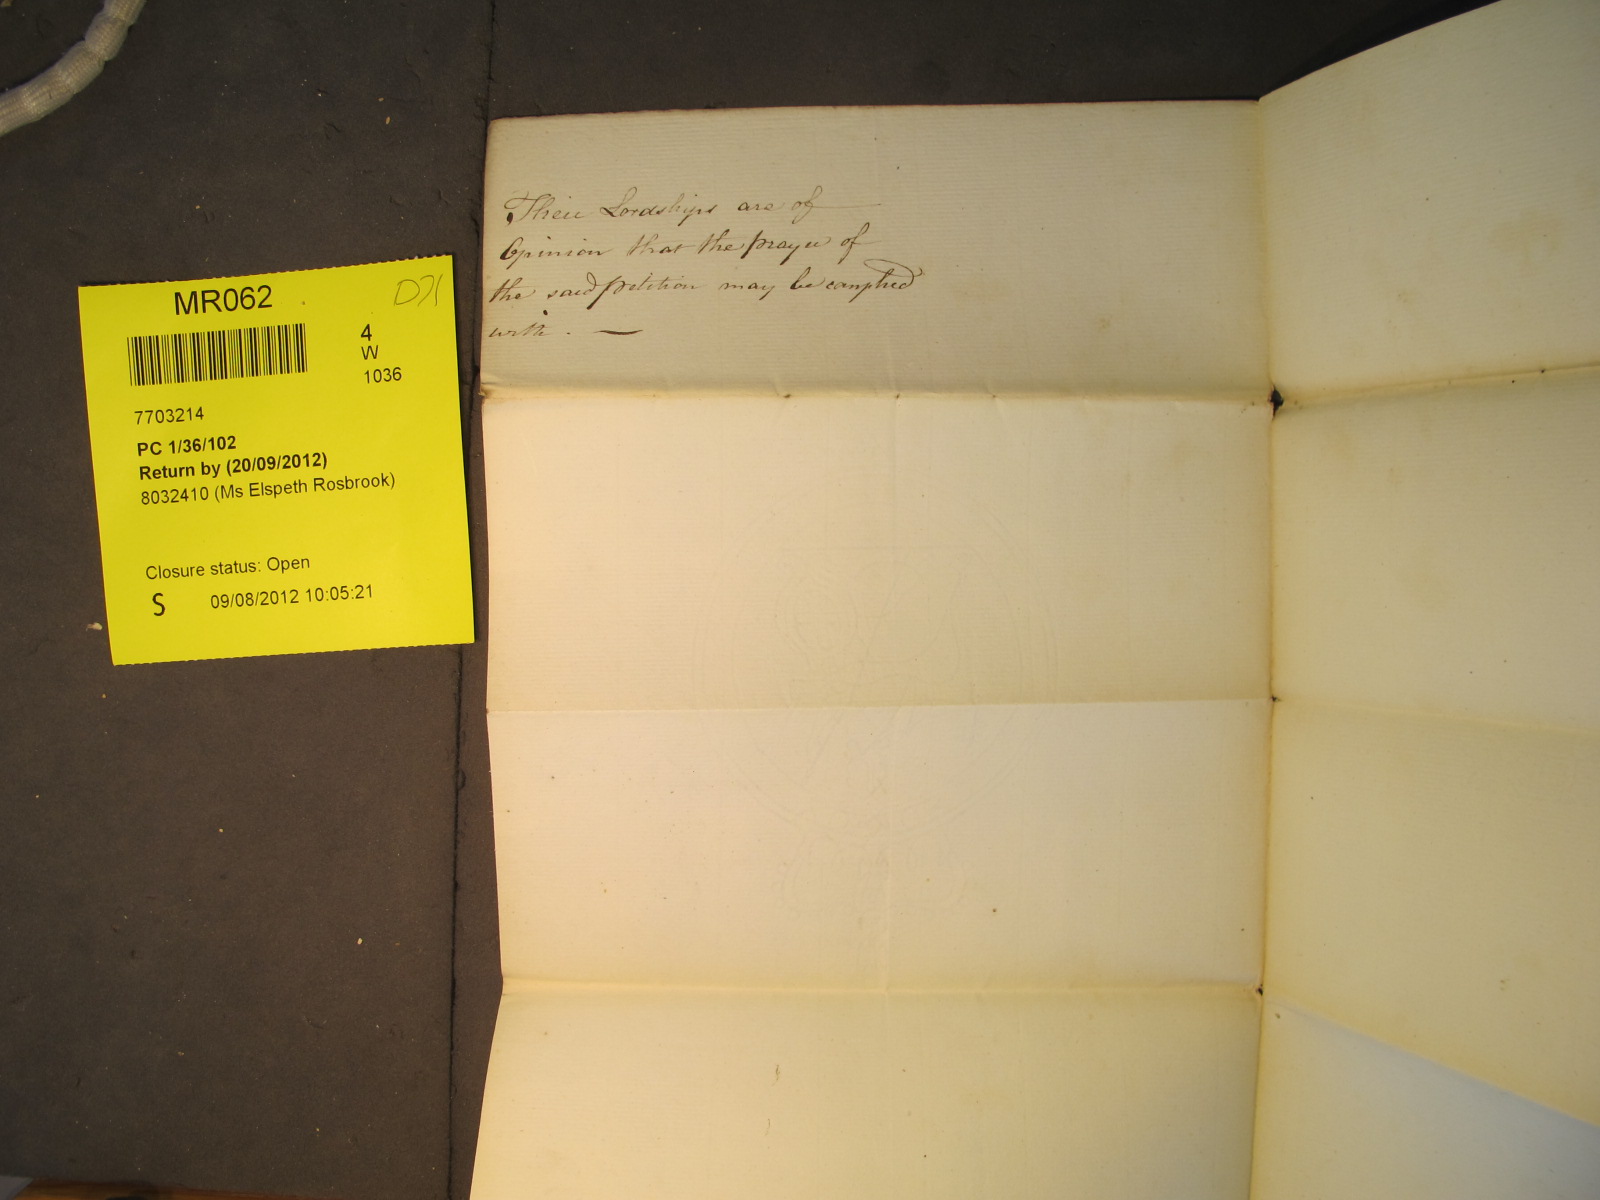 Their Lordships are of
Opinion that the prayer of
the said petition may be complied
with. —
MR062
D71
4
W
1036
7703214
PC 1/36/102
Return by (20/09/2012)
8032410 (Ms Elspeth Rosbrook)
Closure status: Open
S 09/08/2012 10:05:21